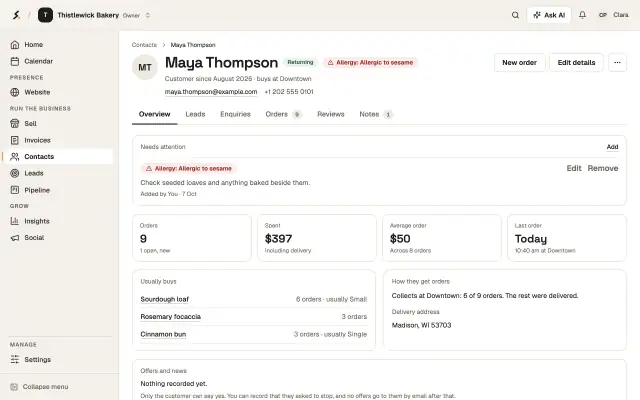 T Thistlewick Bakery Owner
Ask AI
CP Clara
Home
Calendar
PRESENCE
Website
RUN THE BUSINESS
Sell
Invoices
Contacts
Leads
Pipeline
GROW
Insights
Social
MANAGE
Settings
Collapse menu
Contacts > Maya Thompson
MT
Maya Thompson Returning Allergy: Allergic to sesame
Customer since August 2026 · buys at Downtown
maya.thompson@example.com +1 202 555 0101
New order Edit details ···
Overview Leads Enquiries Orders 9 Reviews Notes 1
Needs attention Add
Allergy: Allergic to sesame Edit Remove
Check seeded loaves and anything baked beside them.
Added by You · 7 Oct
Orders
9
1 open, new
Spent
$397
Including delivery
Average order
$50
Across 8 orders
Last order
Today
10:40 am at Downtown
Usually buys
Sourdough loaf 6 orders · usually Small
Rosemary focaccia 3 orders
Cinnamon bun 3 orders · usually Single
How they get orders
Collects at Downtown: 6 of 9 orders. The rest were delivered.
Delivery address
Madison, WI 53703
Offers and news
Nothing recorded yet.
Only the customer can say yes. You can record that they asked to stop, and no offers go to them by email after that.